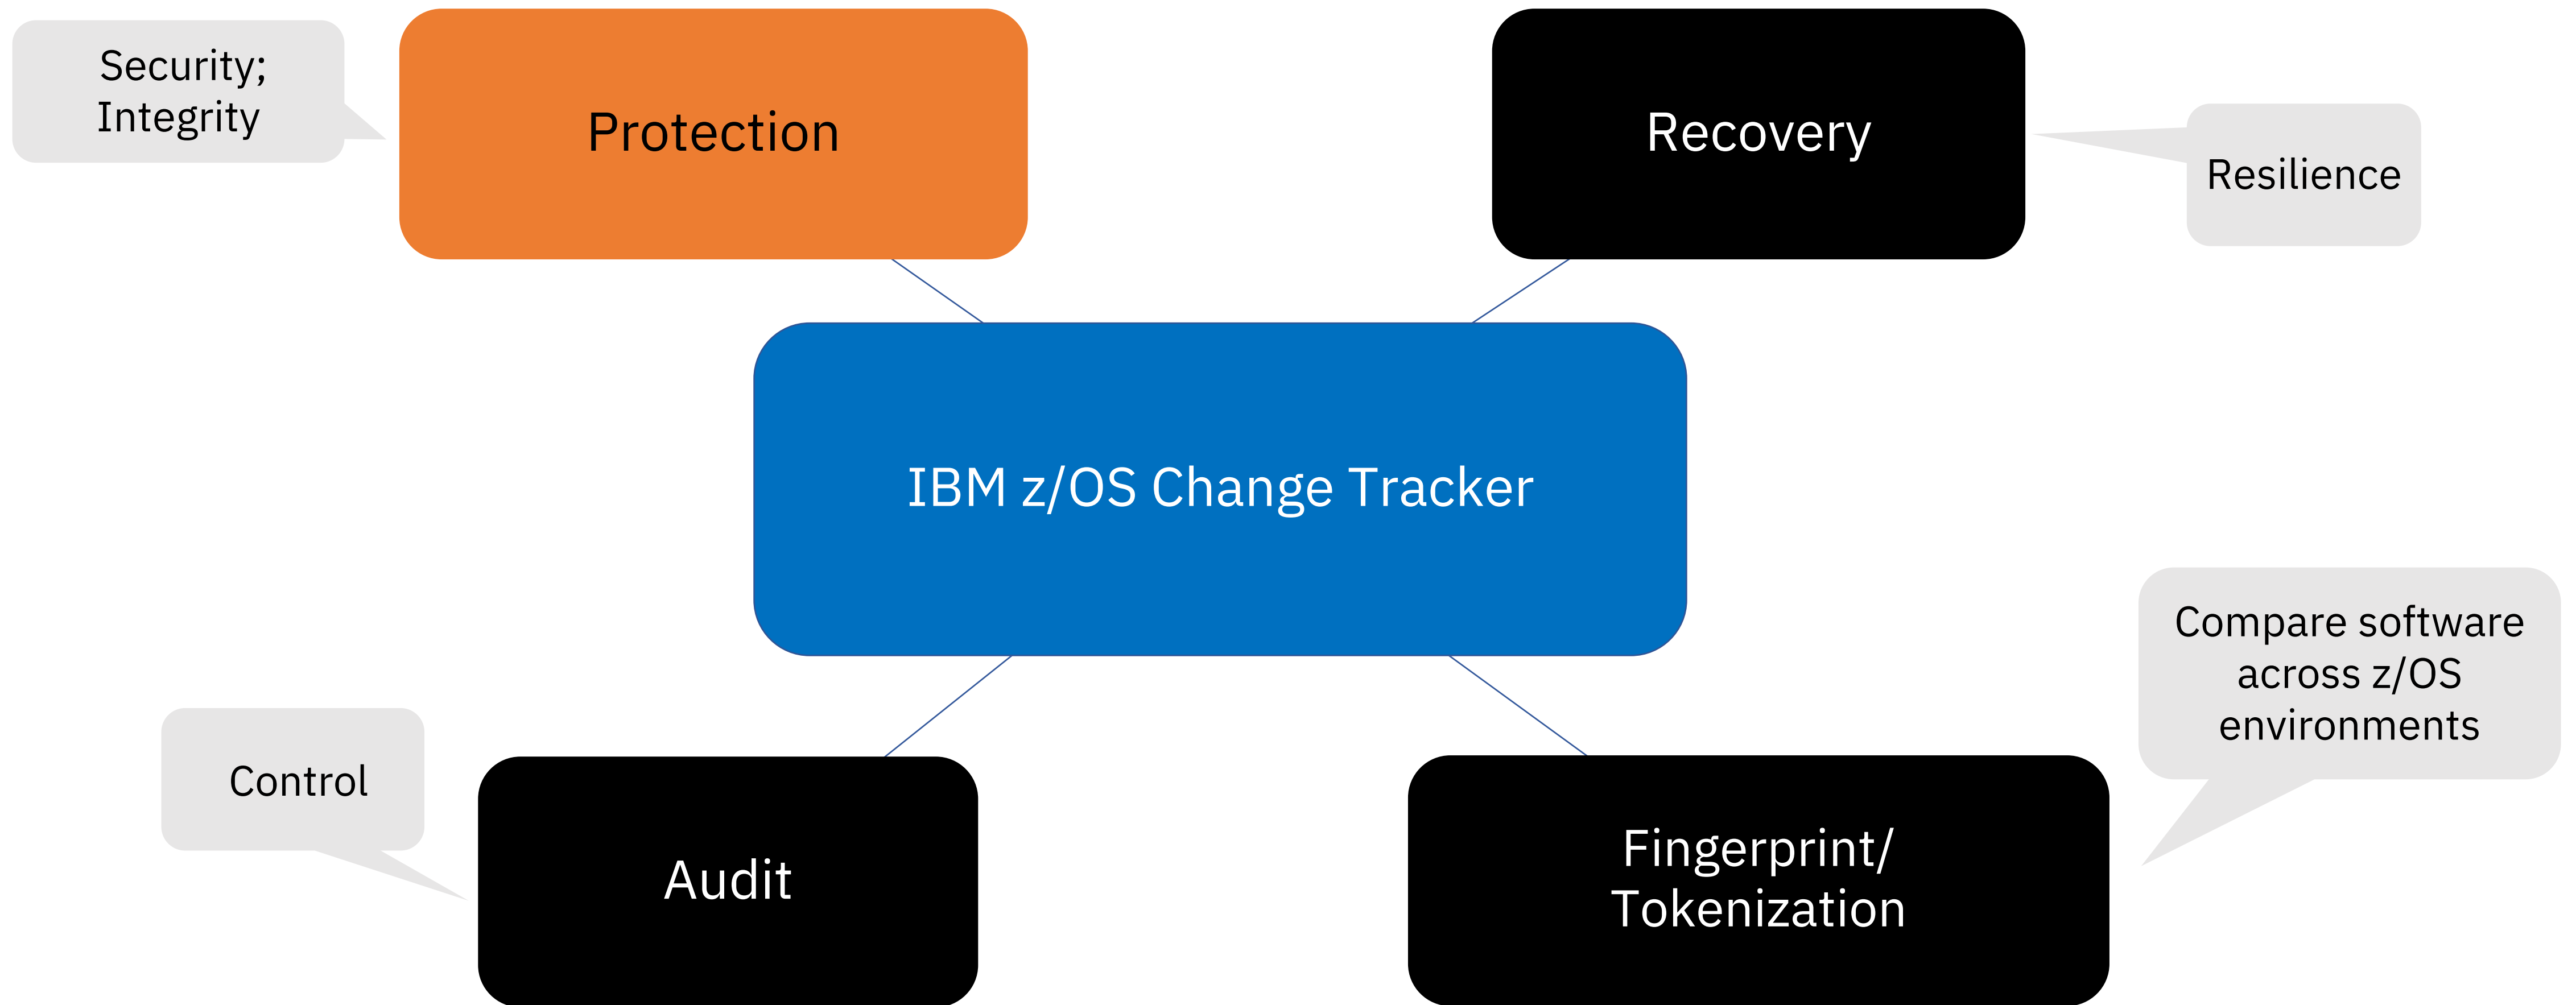 Security;
Integrity
Protection
Recovery
Resilience
IBM z/OS Change Tracker
Compare software
across z/OS
environments
Control
Audit
Fingerprint/
Tokenization